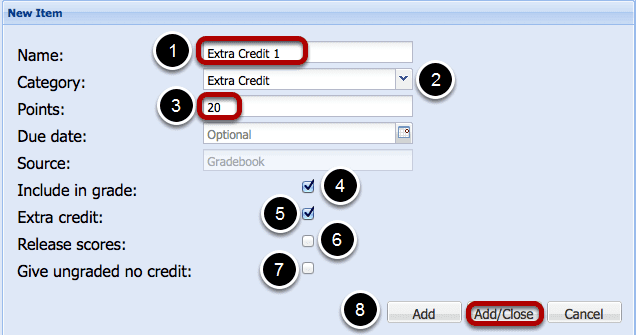 New Item
1 Name: Extra Credit 1
Category: Extra Credit 2
3 Points: 20
Due date: Optional
Source: Gradebook
Include in grade: 4
Extra credit: 5
Release scores: 6
Give ungraded no credit: 7
8 Add Add/Close Cancel